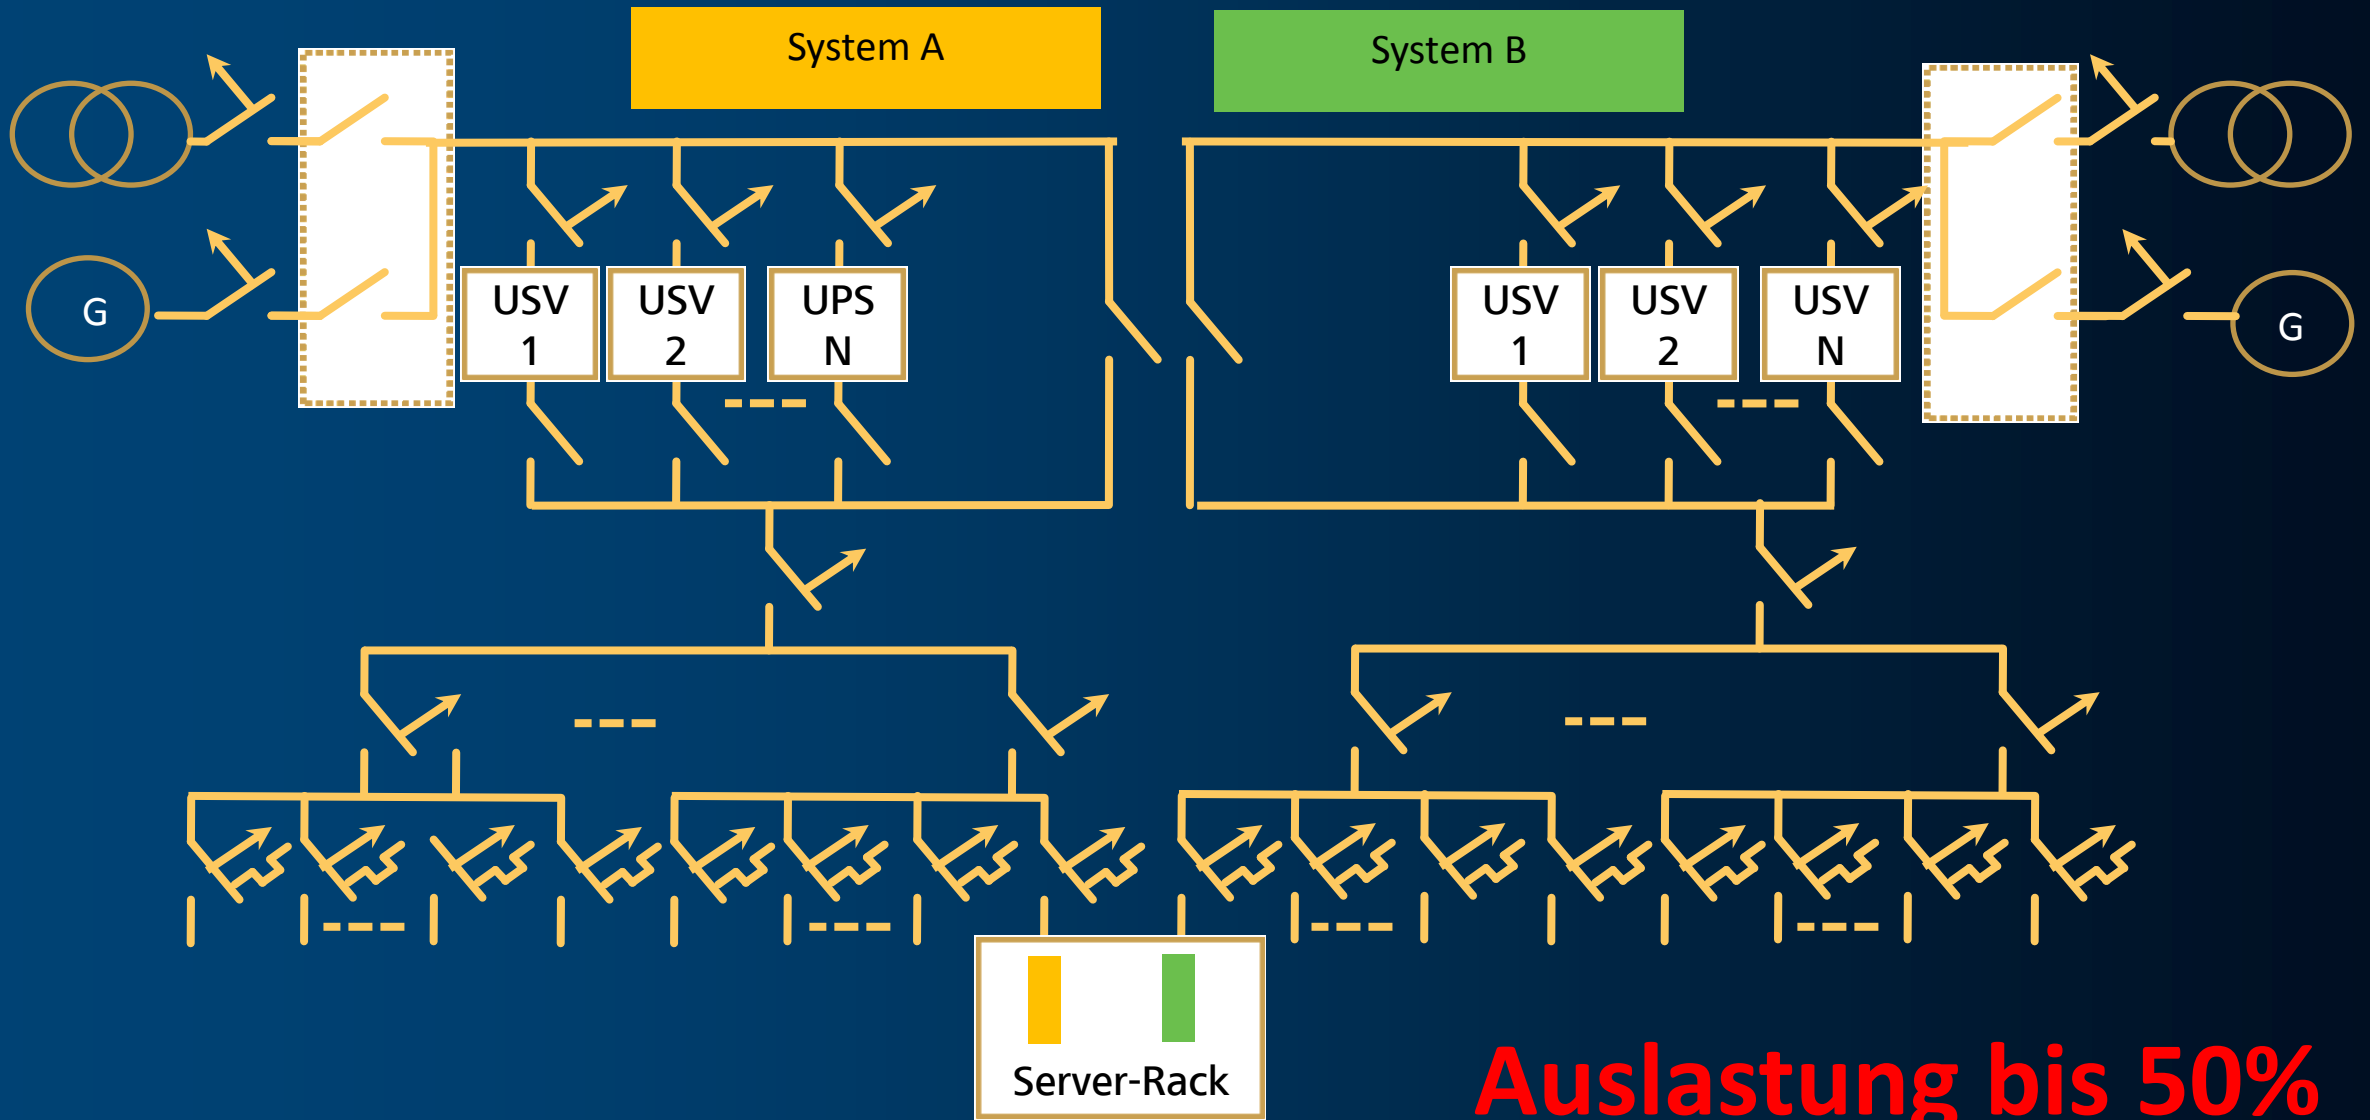 System A
System B
G
USV
1
USV
2
UPS
N
USV
1
USV
2
USV
N
G
Server-Rack
Auslastung bis 50%